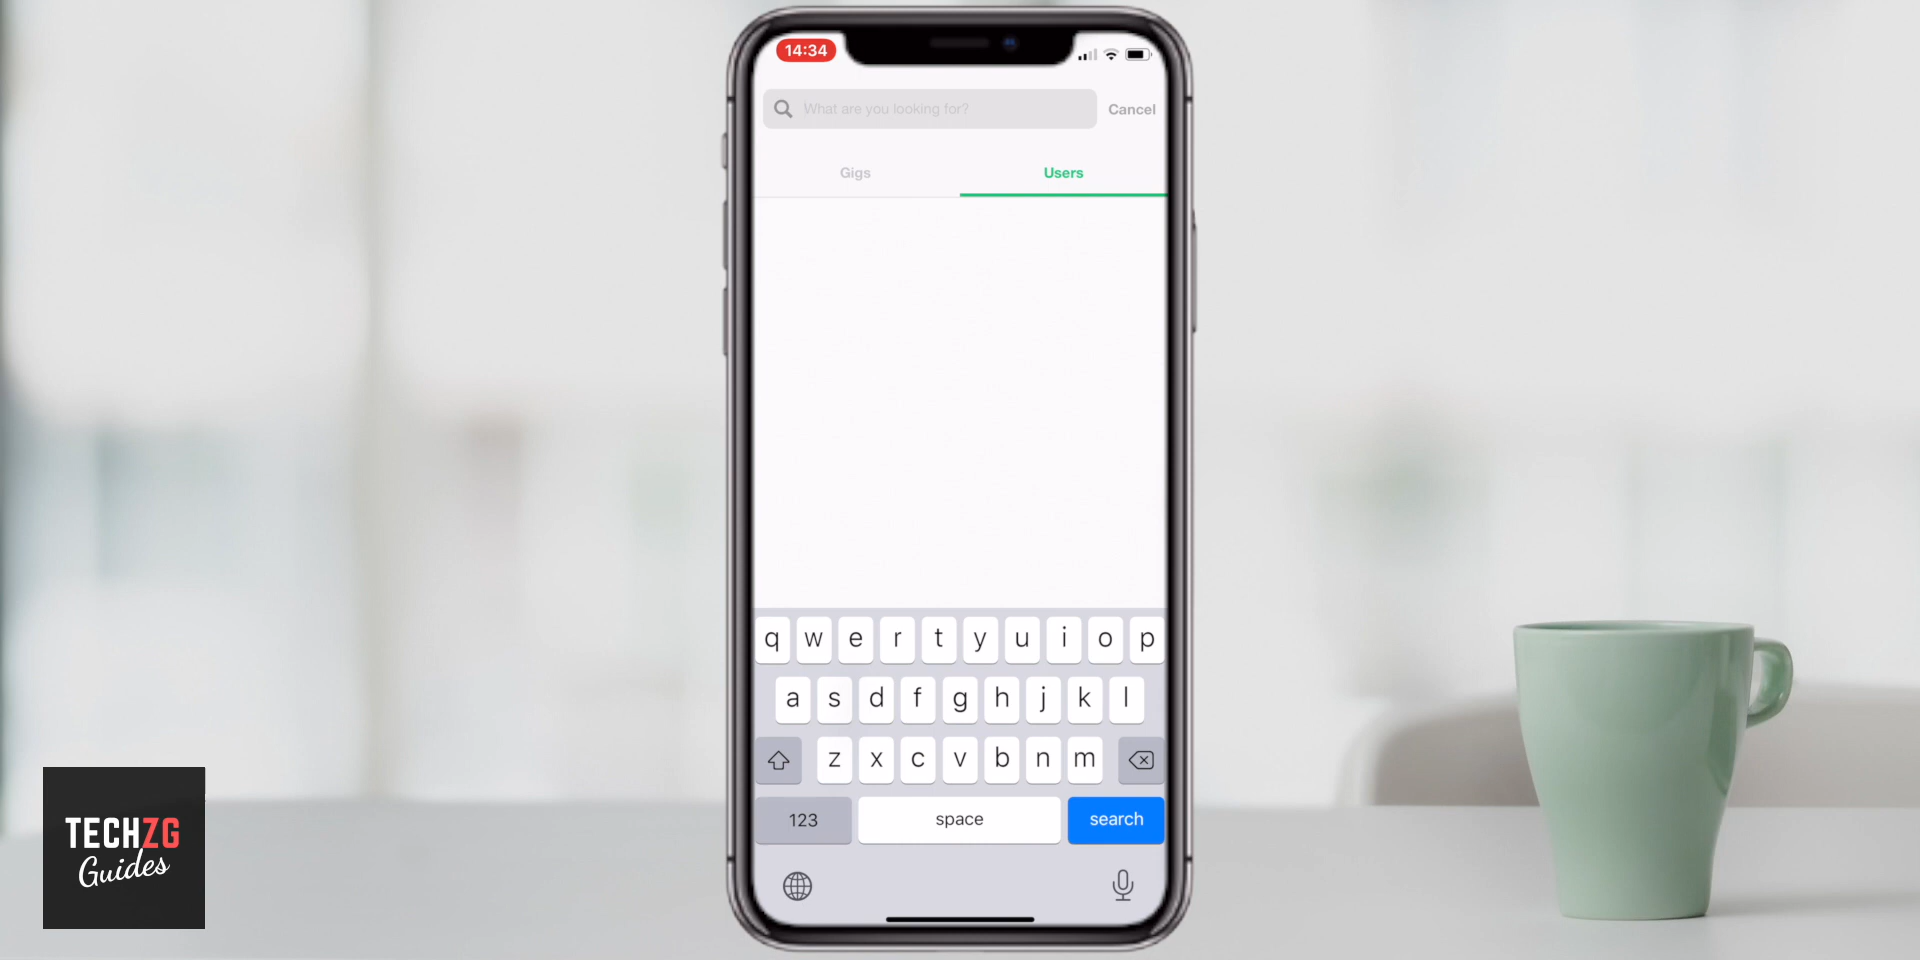 14:34
What are you looking for?
Cancel
Gigs
Users
q w e r t y u i o p
a s d f g h j k l
z x c v b n m
123
space
search
TECHZG
Guides